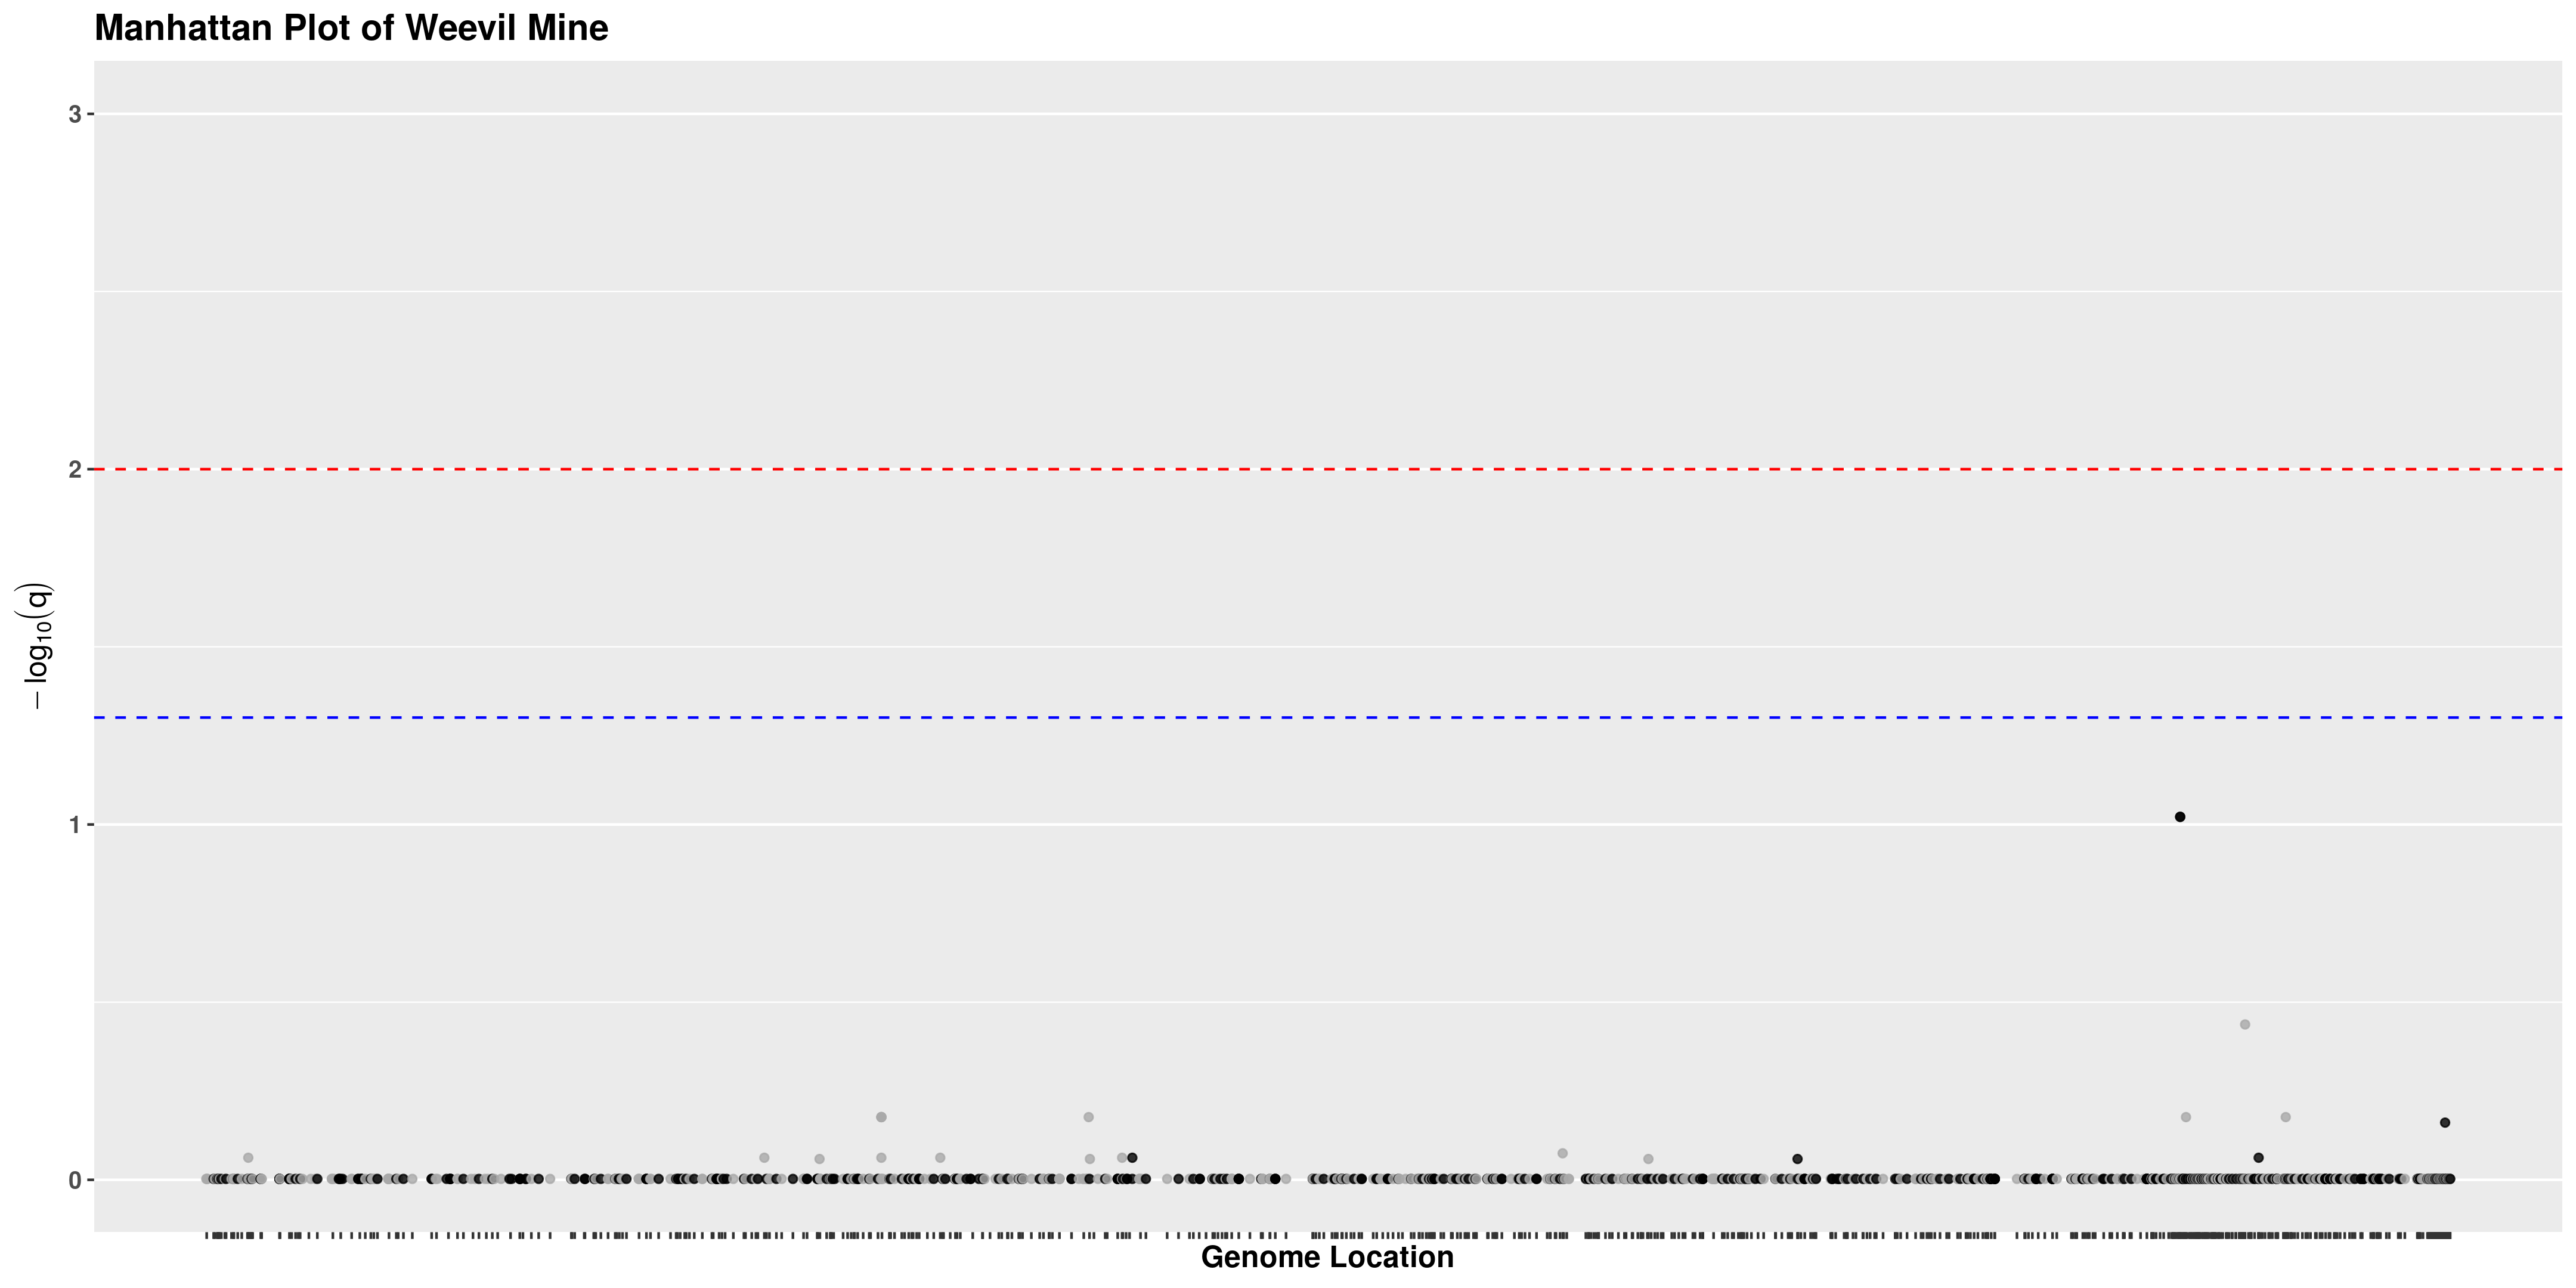 Manhattan Plot of Weevil Mine
3
2
1
0
− log₁₀(q)
Genome Location